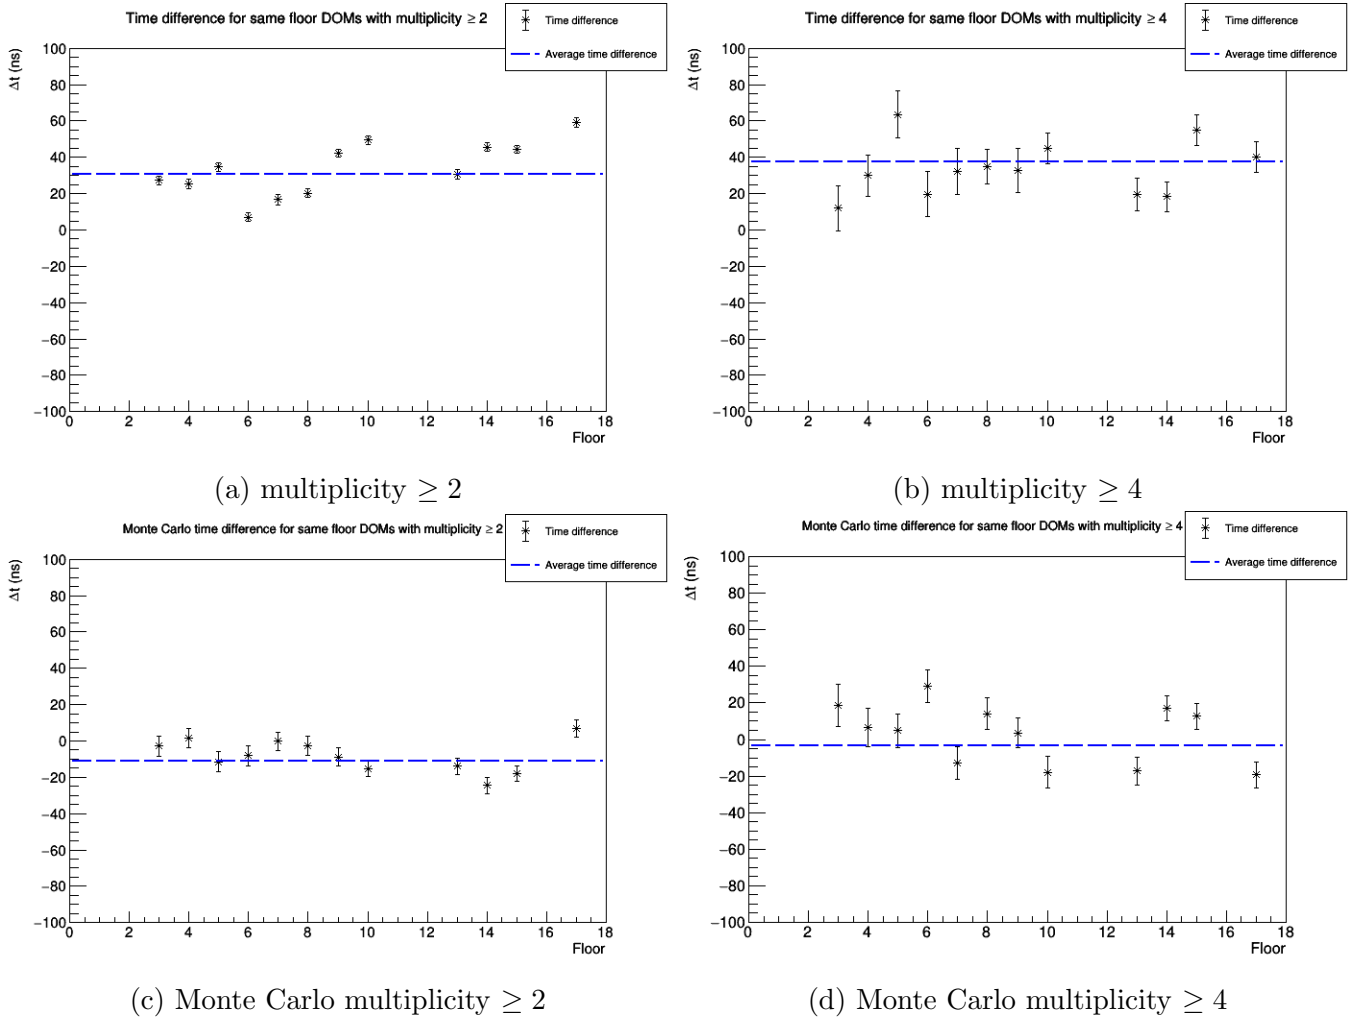 Time difference for same floor DOMs with multiplicity ≥ 2
Time difference
Average time difference
Δt (ns)
100
80
60
40
20
0
−20
−40
−60
−80
−100
0 2 4 6 8 10 12 14 16 18
Floor
(a) multiplicity ≥ 2
Time difference for same floor DOMs with multiplicity ≥ 4
Time difference
Average time difference
Δt (ns)
100
80
60
40
20
0
−20
−40
−60
−80
−100
0 2 4 6 8 10 12 14 16 18
Floor
(b) multiplicity ≥ 4
Monte Carlo time difference for same floor DOMs with multiplicity ≥ 2
Time difference
Average time difference
Δt (ns)
100
80
60
40
20
0
−20
−40
−60
−80
−100
0 2 4 6 8 10 12 14 16 18
Floor
(c) Monte Carlo multiplicity ≥ 2
Monte Carlo time difference for same floor DOMs with multiplicity ≥ 4
Time difference
Average time difference
Δt (ns)
100
80
60
40
20
0
−20
−40
−60
−80
−100
0 2 4 6 8 10 12 14 16 18
Floor
(d) Monte Carlo multiplicity ≥ 4